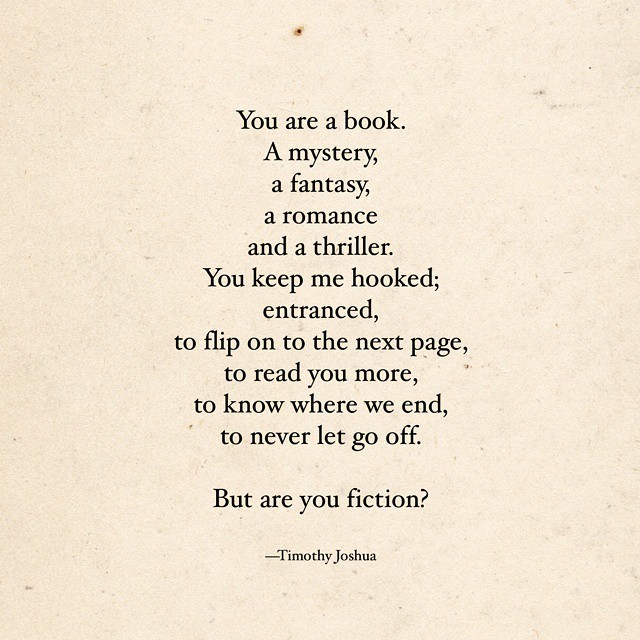 You are a book.
A mystery,
a fantasy,
a romance
and a thriller.
You keep me hooked;
entranced,
to flip on to the next page,
to read you more,
to know where we end,
to never let go off.
But are you fiction?
—Timothy Joshua